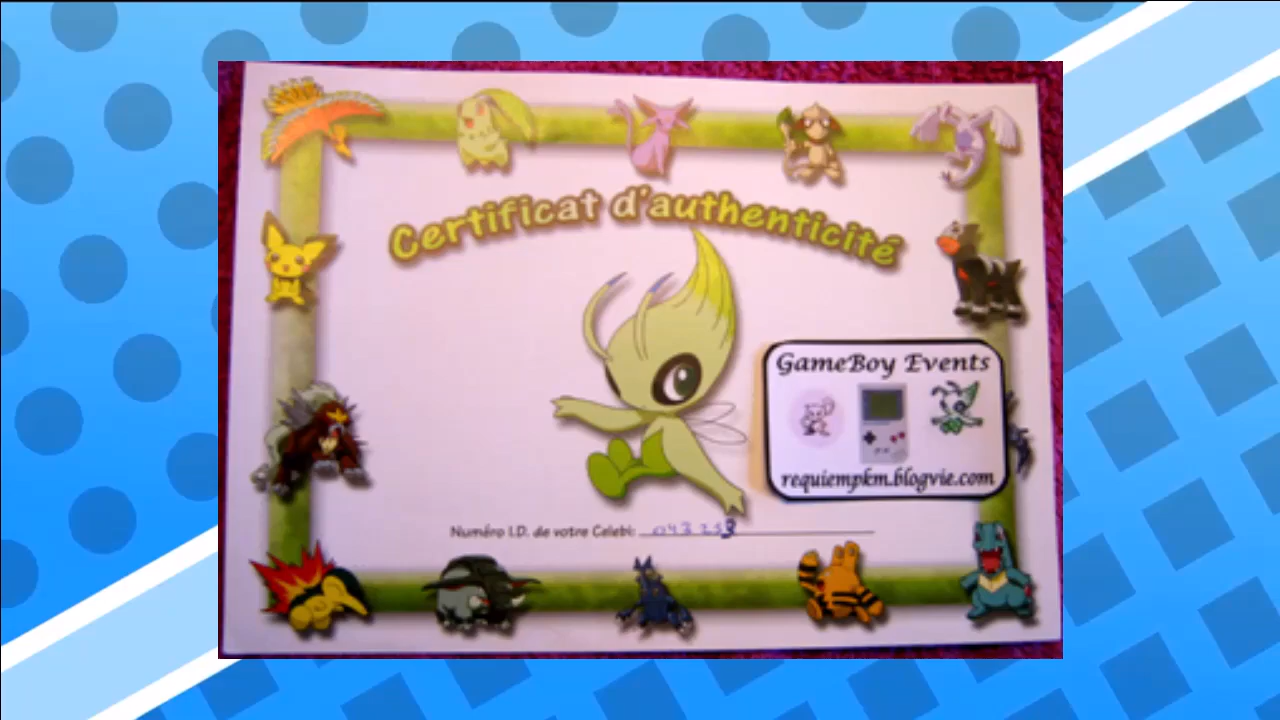 Certificat d'authenticité
GameBoy Events
requiempkm.blogvie.com
Numéro I.D. de votre Celebi: